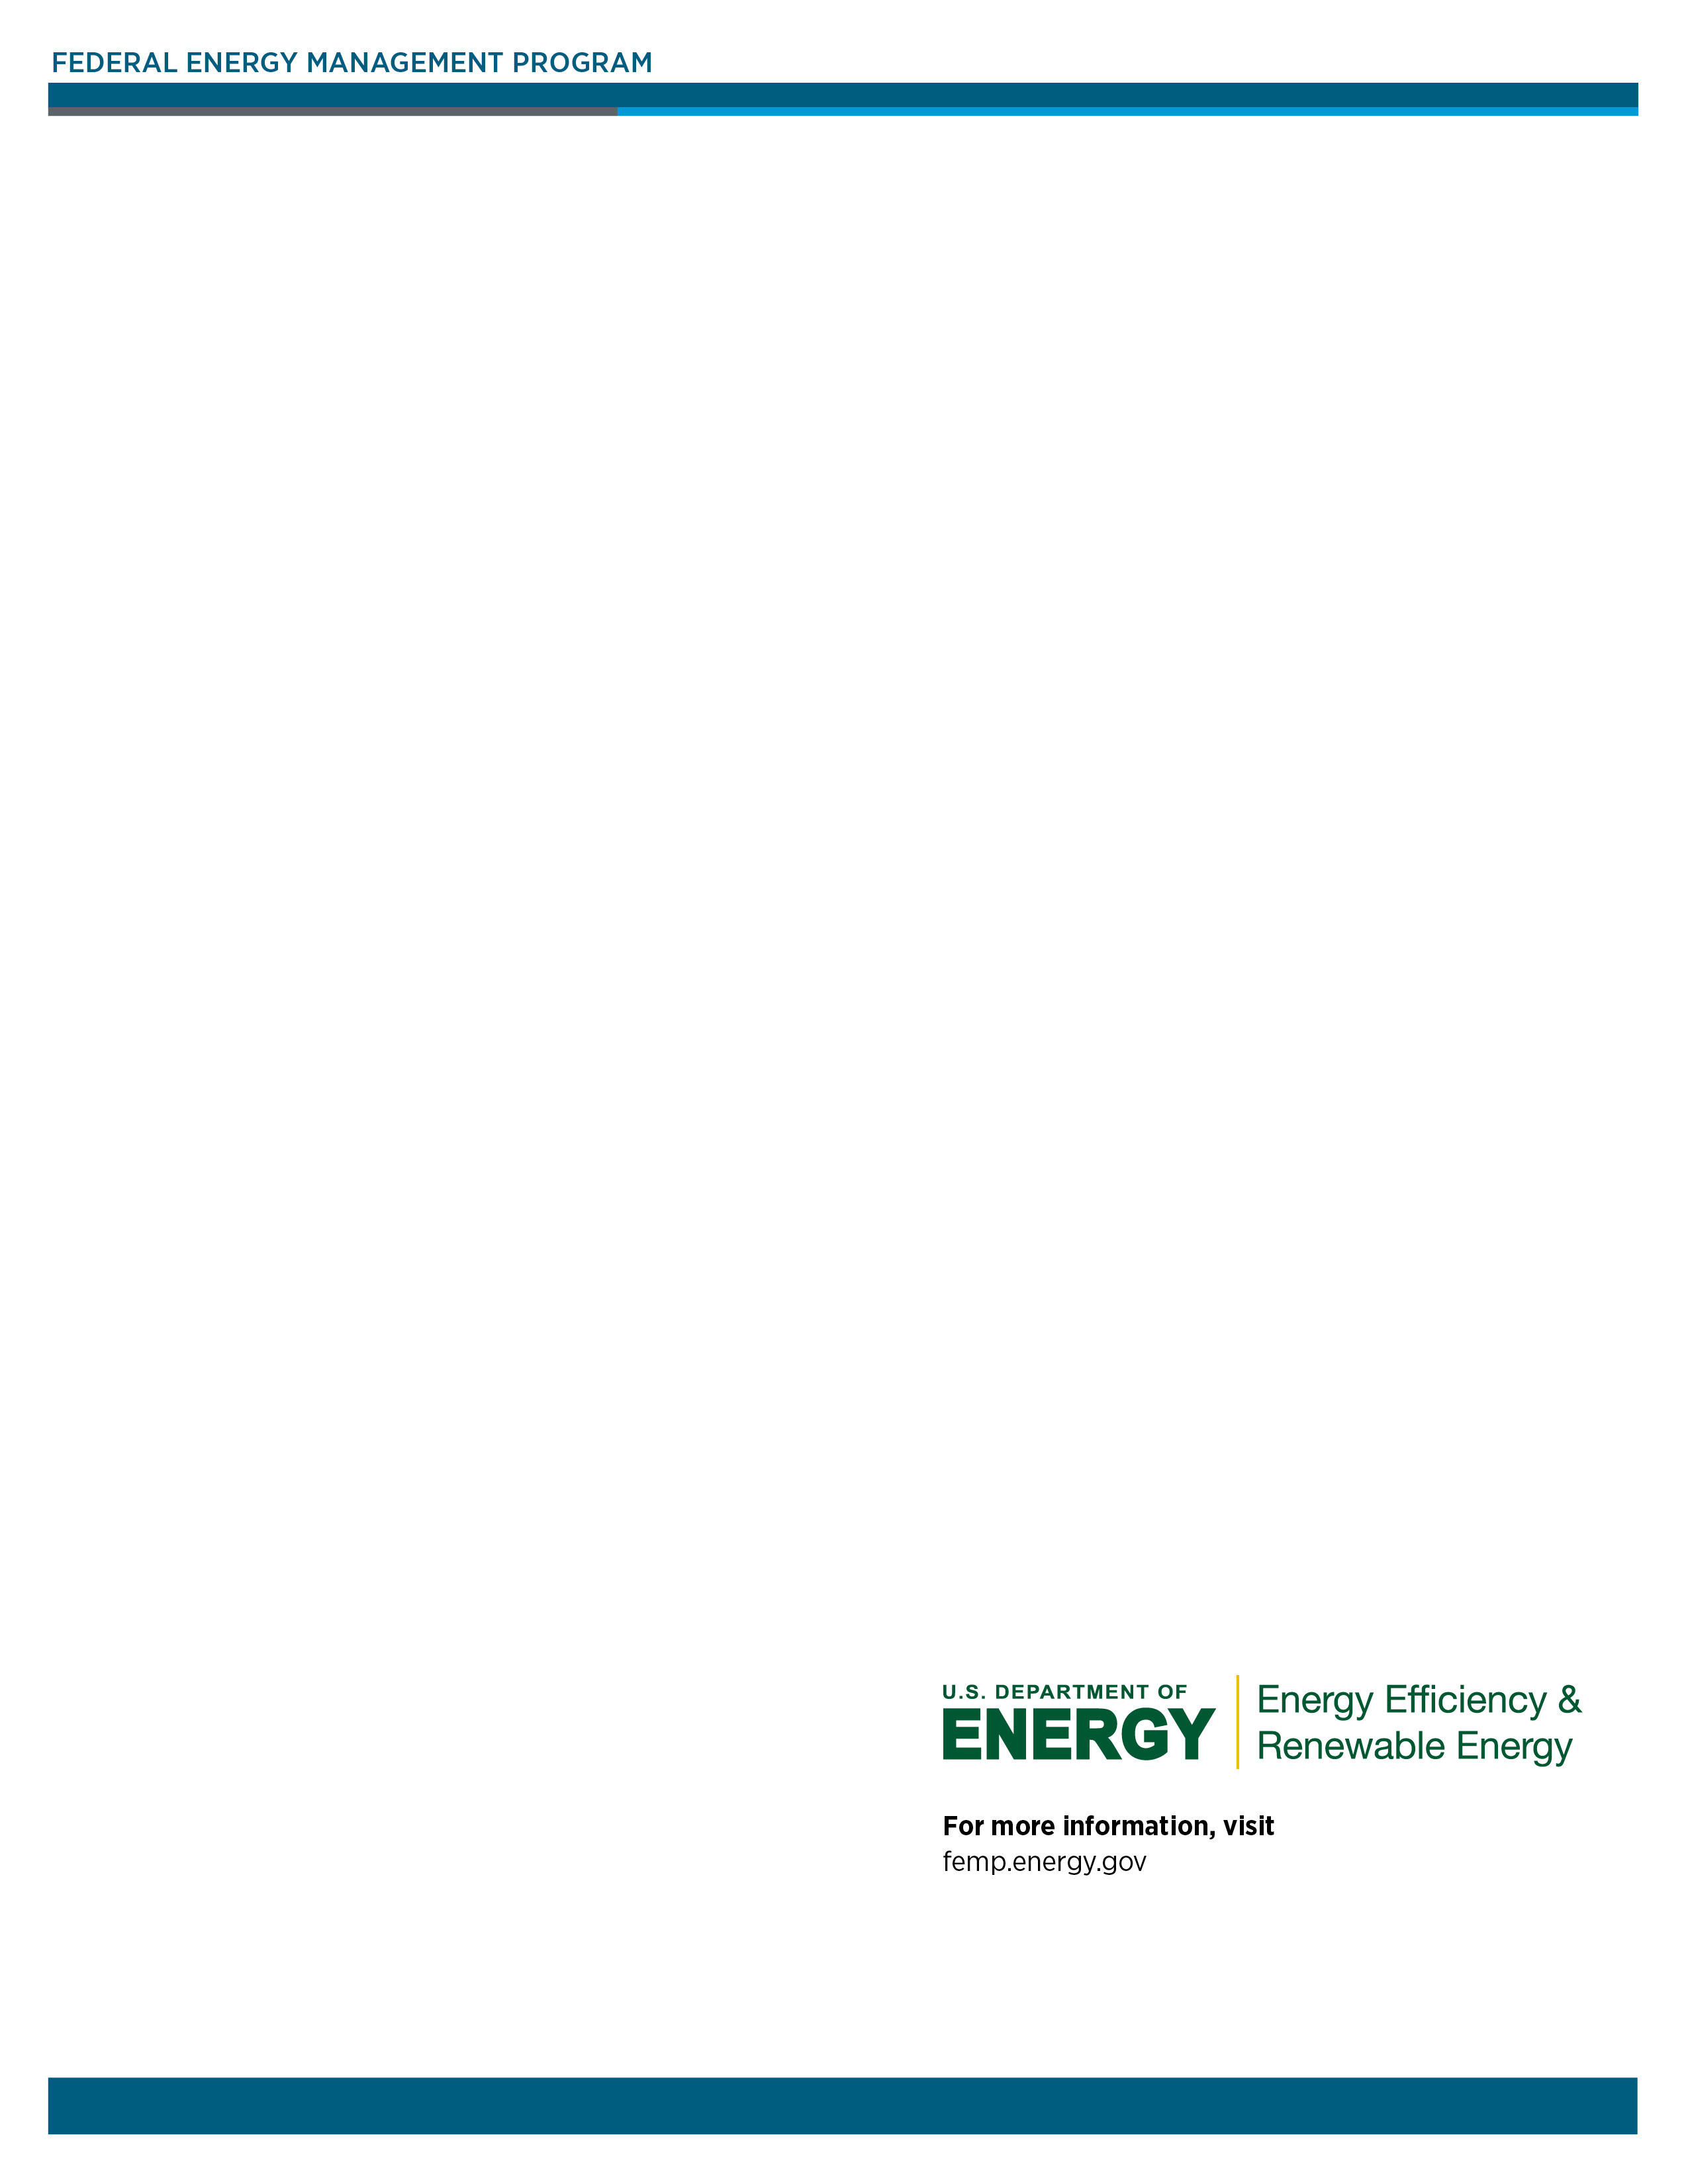 FEDERAL ENERGY MANAGEMENT PROGRAM
U.S. DEPARTMENT OF
ENERGY
Energy Efficiency &
Renewable Energy
For more information, visit
femp.energy.gov